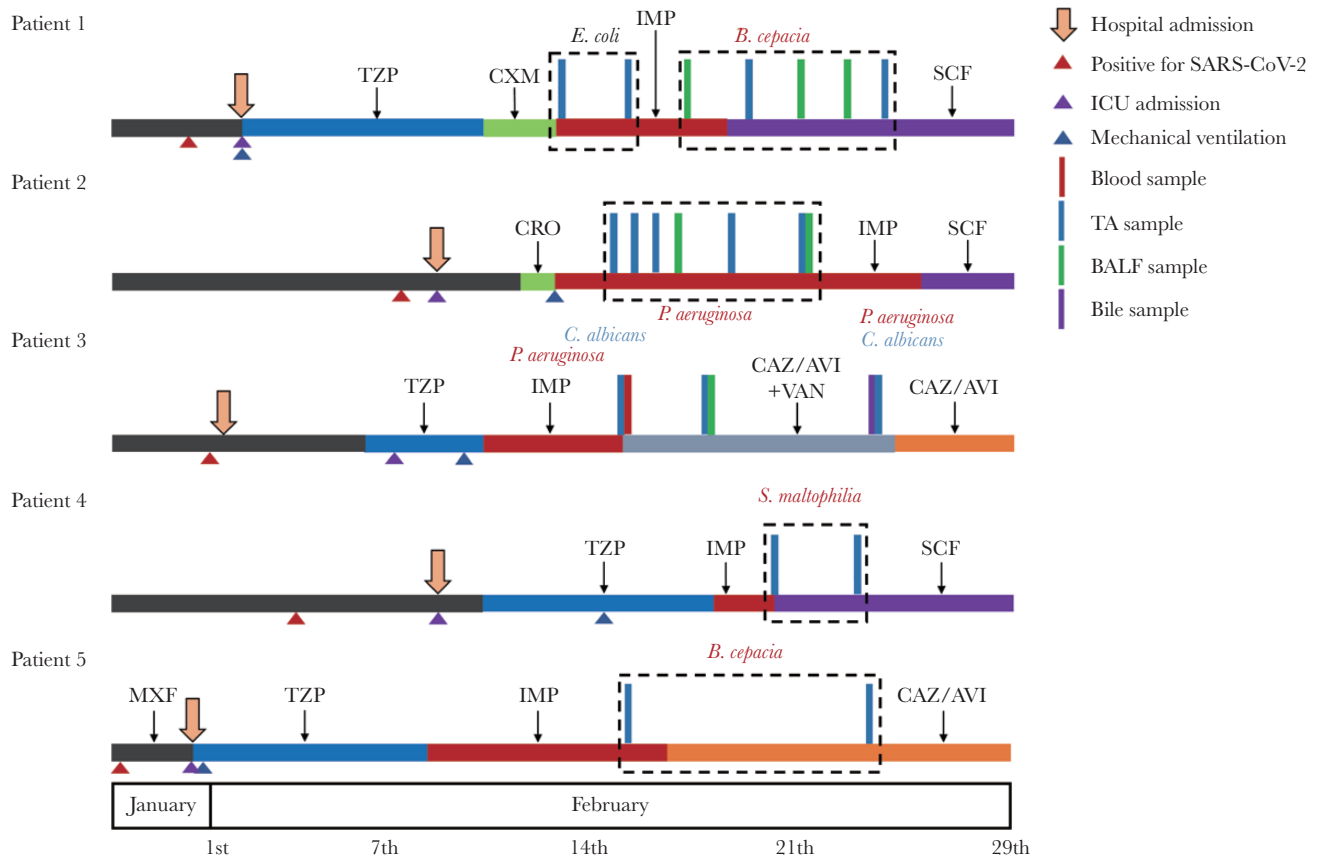 Patient 1
E. coli
IMP
B. cepacia
TZP
CXM
SCF
Patient 2
CRO
IMP
SCF
P. aeruginosa
Patient 3
C. albicans
P. aeruginosa
P. aeruginosa
C. albicans
TZP
IMP
CAZ/AVI
+VAN
CAZ/AVI
Patient 4
S. maltophilia
TZP
IMP
SCF
Patient 5
B. cepacia
MXF
TZP
IMP
CAZ/AVI
January
February
1st
7th
14th
21th
29th
Hospital admission
Positive for SARS-CoV-2
ICU admission
Mechanical ventilation
Blood sample
TA sample
BALF sample
Bile sample